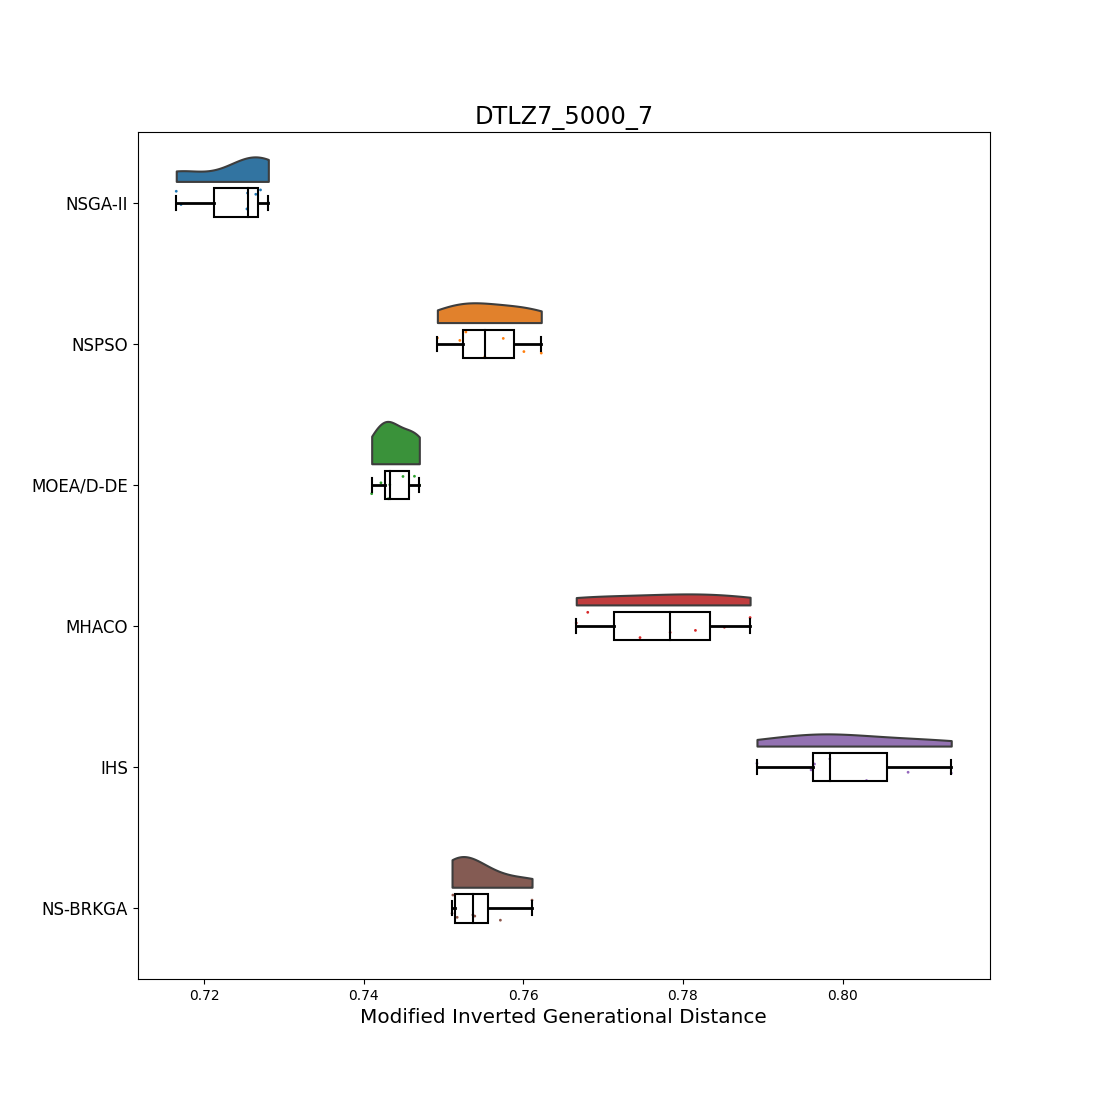 DTLZ7_5000_7
NSGA-II
NSPSO
MOEA/D-DE
MHACO
IHS
NS-BRKGA
0.72 0.74 0.76 0.78 0.80
Modified Inverted Generational Distance